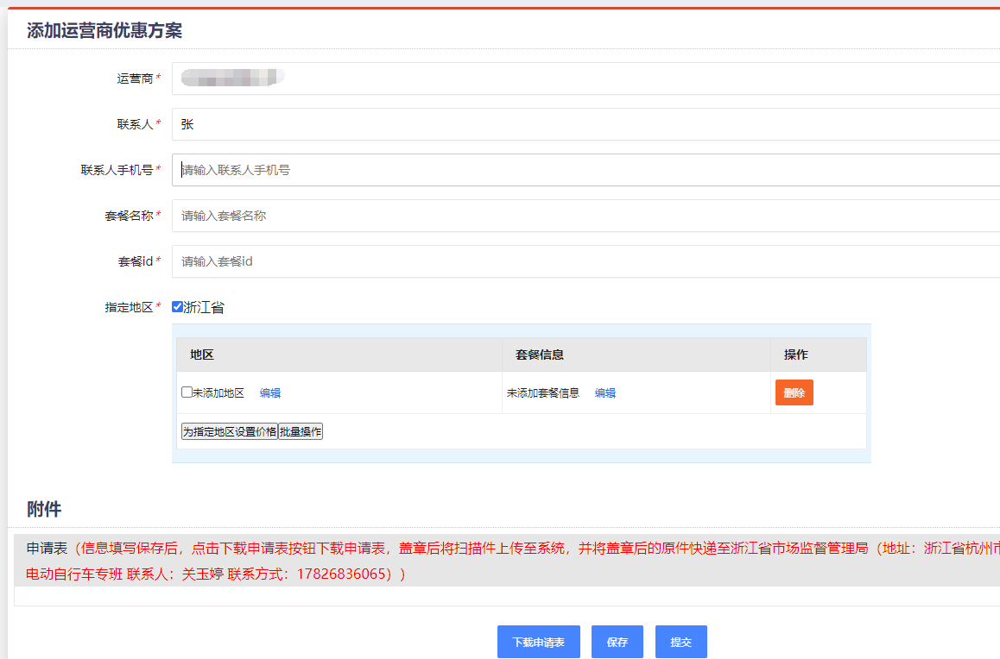 添加运营商优惠方案
运营商*
联系人* 张
联系人手机号* 请输入联系人手机号
套餐名称* 请输入套餐名称
套餐id* 请输入套餐id
指定地区* 浙江省
地区 套餐信息 操作
未添加地区 编辑 未添加套餐信息 编辑 删除
为指定地区设置价格 批量操作
附件
申请表（信息填写保存后，点击下载申请表按钮下载申请表，盖章后将扫描件上传至系统，并将盖章后的原件快递至浙江省市场监督管理局（地址：浙江省杭州市
电动自行车专班 联系人：关玉婷 联系方式：17826836065））
下载申请表 保存 提交